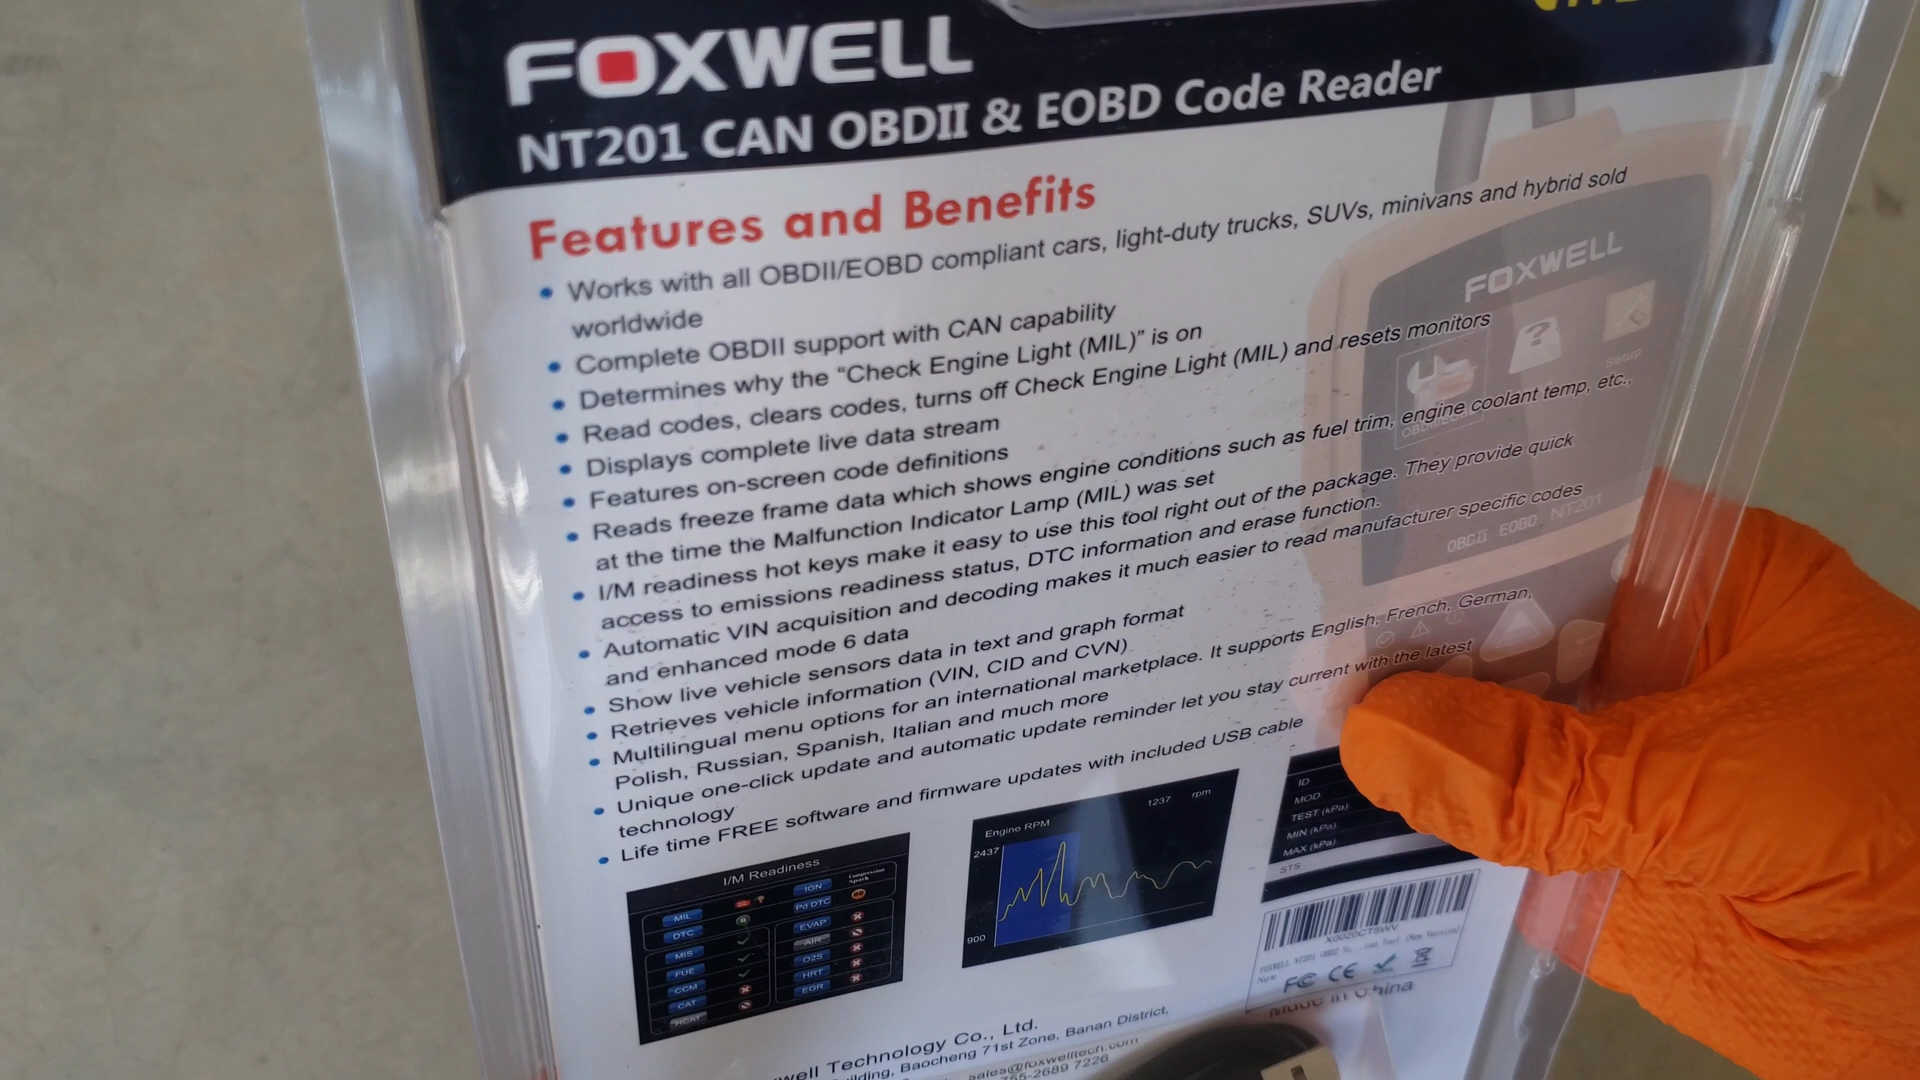 FOXWELL
NT201 CAN OBDII & EOBD Code Reader
Features and Benefits
• Works with all OBDII/EOBD compliant cars, light-duty trucks, SUVs, minivans and hybrid sold
worldwide
• Complete OBDII support with CAN capability
• Determines why the “Check Engine Light (MIL)” is on
• Read codes, clears codes, turns off Check Engine Light (MIL) and resets monitors
• Displays complete live data stream
• Features on-screen code definitions
• Reads freeze frame data which shows engine conditions such as fuel trim, engine coolant temp, etc.,
at the time the Malfunction Indicator Lamp (MIL) was set
• I/M readiness hot keys make it easy to use this tool right out of the package. They provide quick
access to emissions readiness status, DTC information and erase function.
• Automatic VIN acquisition and decoding makes it much easier to read manufacturer specific codes
and enhanced mode 6 data
• Show live vehicle sensors data in text and graph format
• Retrieves vehicle information (VIN, CID and CVN)
• Multilingual menu options for an international marketplace. It supports English, French, German,
Polish, Russian, Spanish, Italian and much more
• Unique one-click update and automatic update reminder let you stay current with the latest
technology
• Life time FREE software and firmware updates with included USB cable
FOXWELL
Setup
OBDII EOBD NT201
I/M Readiness
MIL
DTC
MIS
FUE
CCM
CAT
HCAT
IGN
Pd DTC
EVAP
AIR
O2S
HRT
EGR
Compression
Spark
Engine RPM
1237 rpm
2437
900
ID
MOD
TEST (kPa)
MIN (kPa)
MAX (kPa)
STS
X0020CT5WV
FOXWELL NT201 OBD2 Tool (New Version)
New
FC CE
Made in China
well Technology Co., Ltd.
Building, Baocheng 71st Zone, Banan District,
sales@foxwelltech.com
755-2689 7226